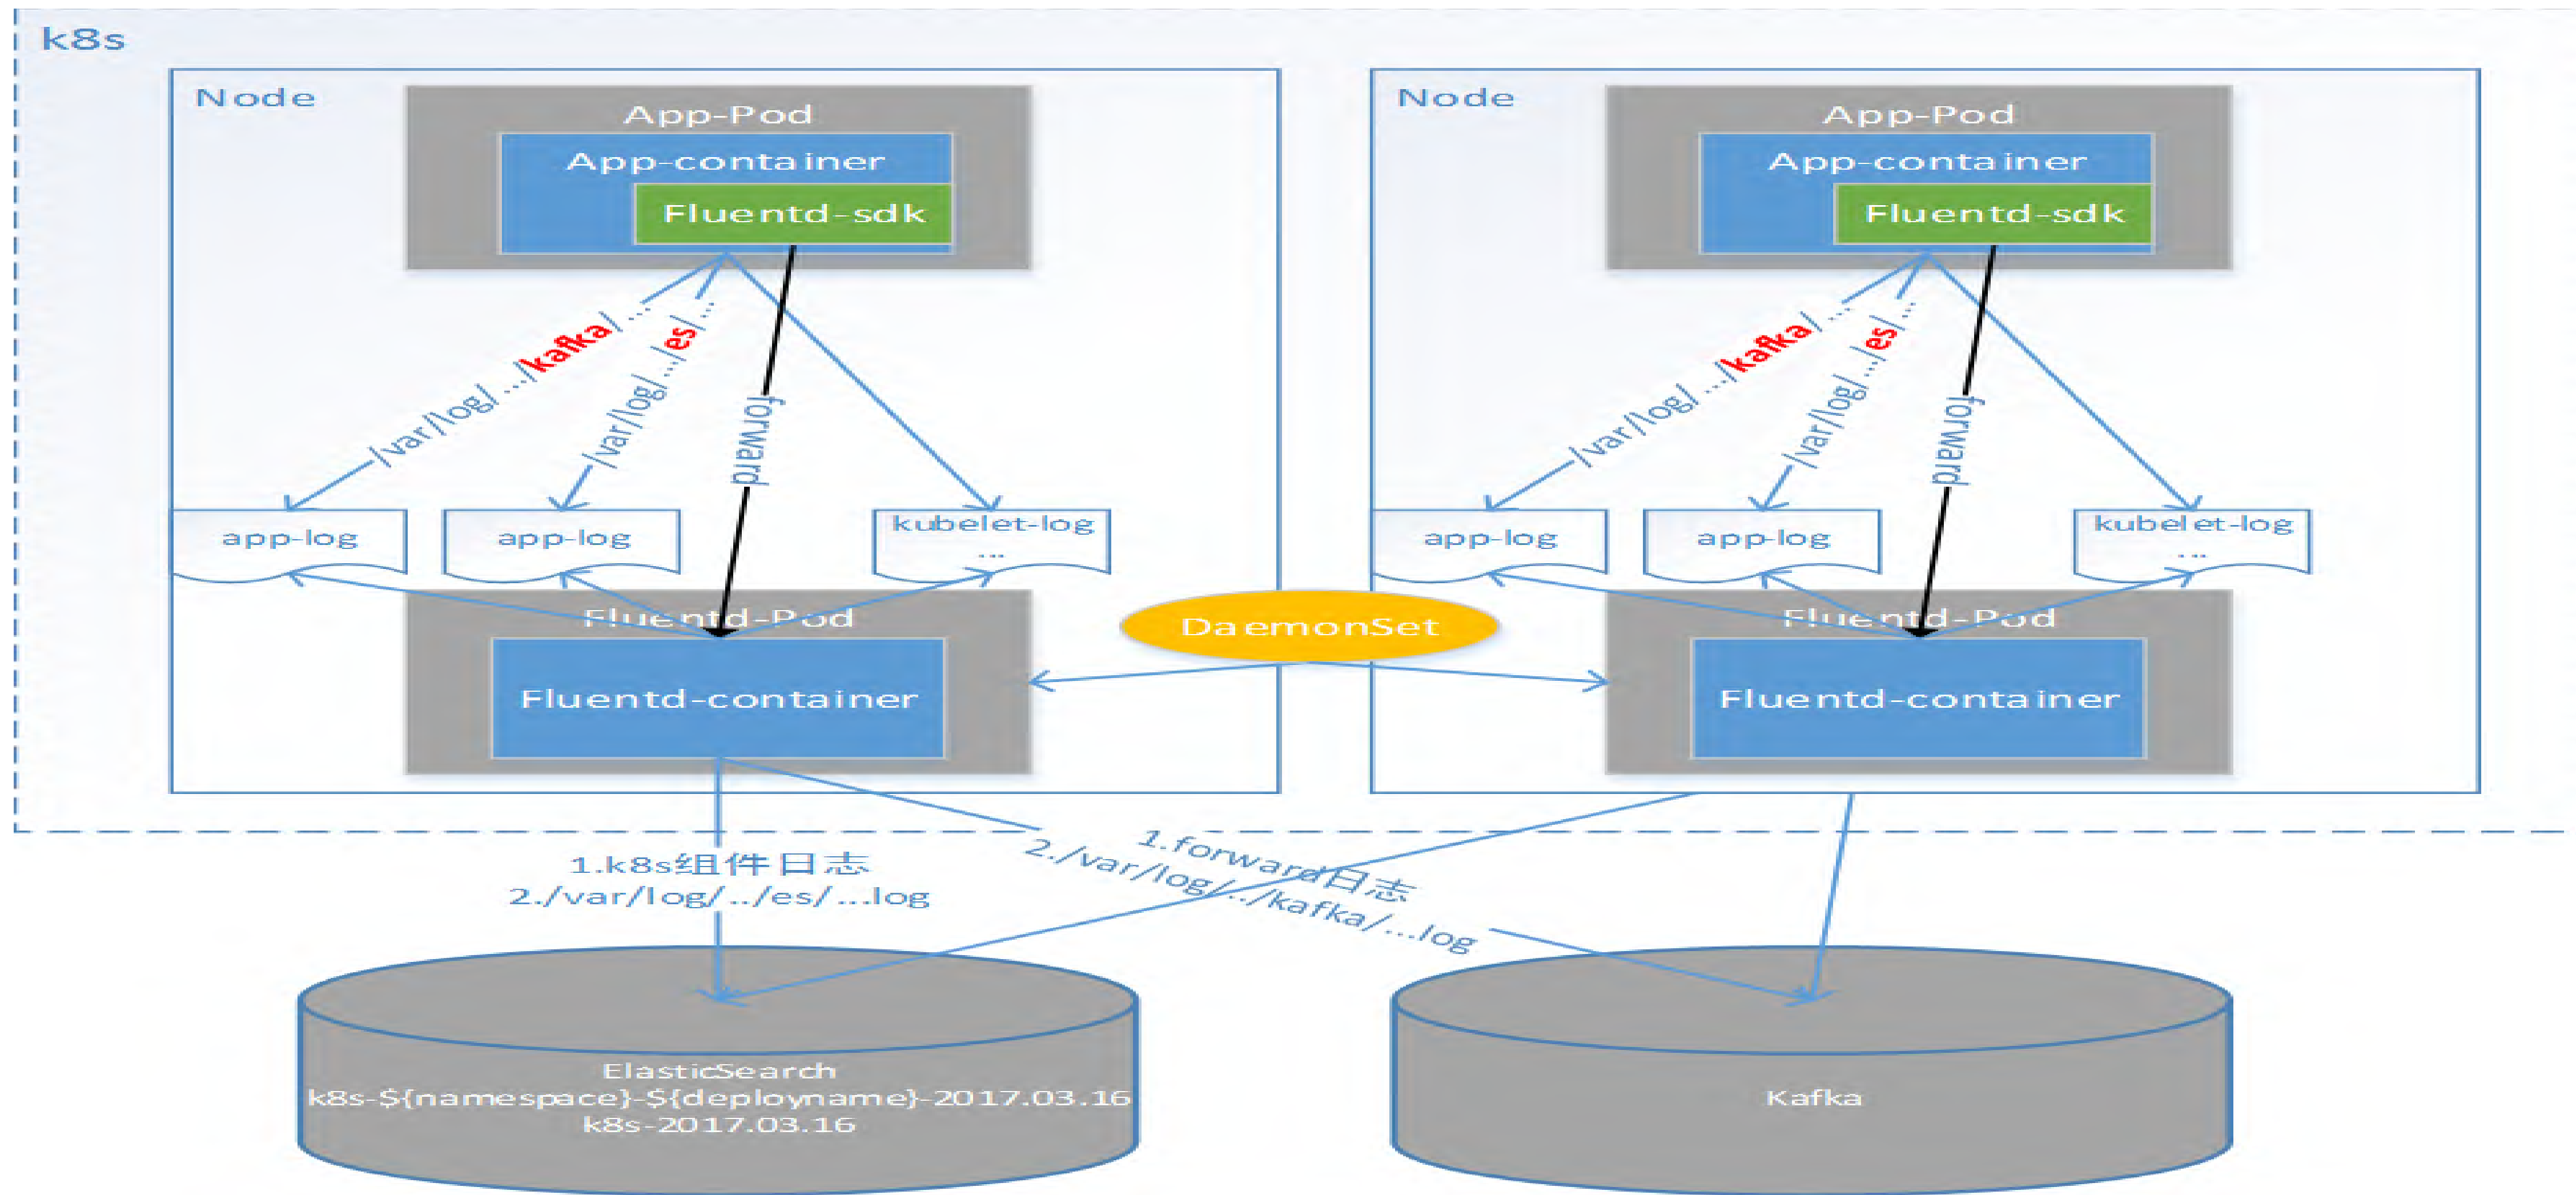 k8s
Node
App-Pod
App-container
Fluentd-sdk
/var/log/.../kafka/...
/var/log/.../es/...
forward
app-log
app-log
kubelet-log
...
Fluentd-Pod
Fluentd-container
DaemonSet
Node
App-Pod
App-container
Fluentd-sdk
/var/log/.../kafka/...
/var/log/.../es/...
forward
app-log
app-log
kubelet-log
...
Fluentd-Pod
Fluentd-container
1.k8s组件日志
2./var/log/../es/...log
1.forward日志
2./var/log/../kafka/...log
ElasticSearch
k8s-${namespace}-${deployname}-2017.03.16
k8s-2017.03.16
Kafka